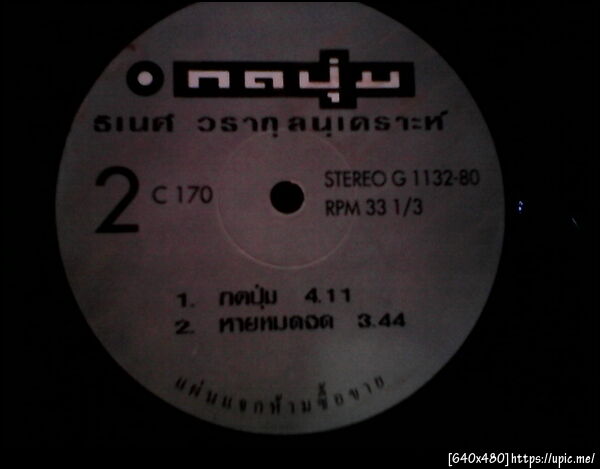 กดปุ่ม
ธเนศ วรากุลนุเคราะห์
2 C 170
STEREO G 1132-80
RPM 33 1/3
1. กดปุ่ม 4.11
2. หายหมดอด 3.44
แผ่นแจกห้ามซื้อขาย
[640x480]https://upic.me/